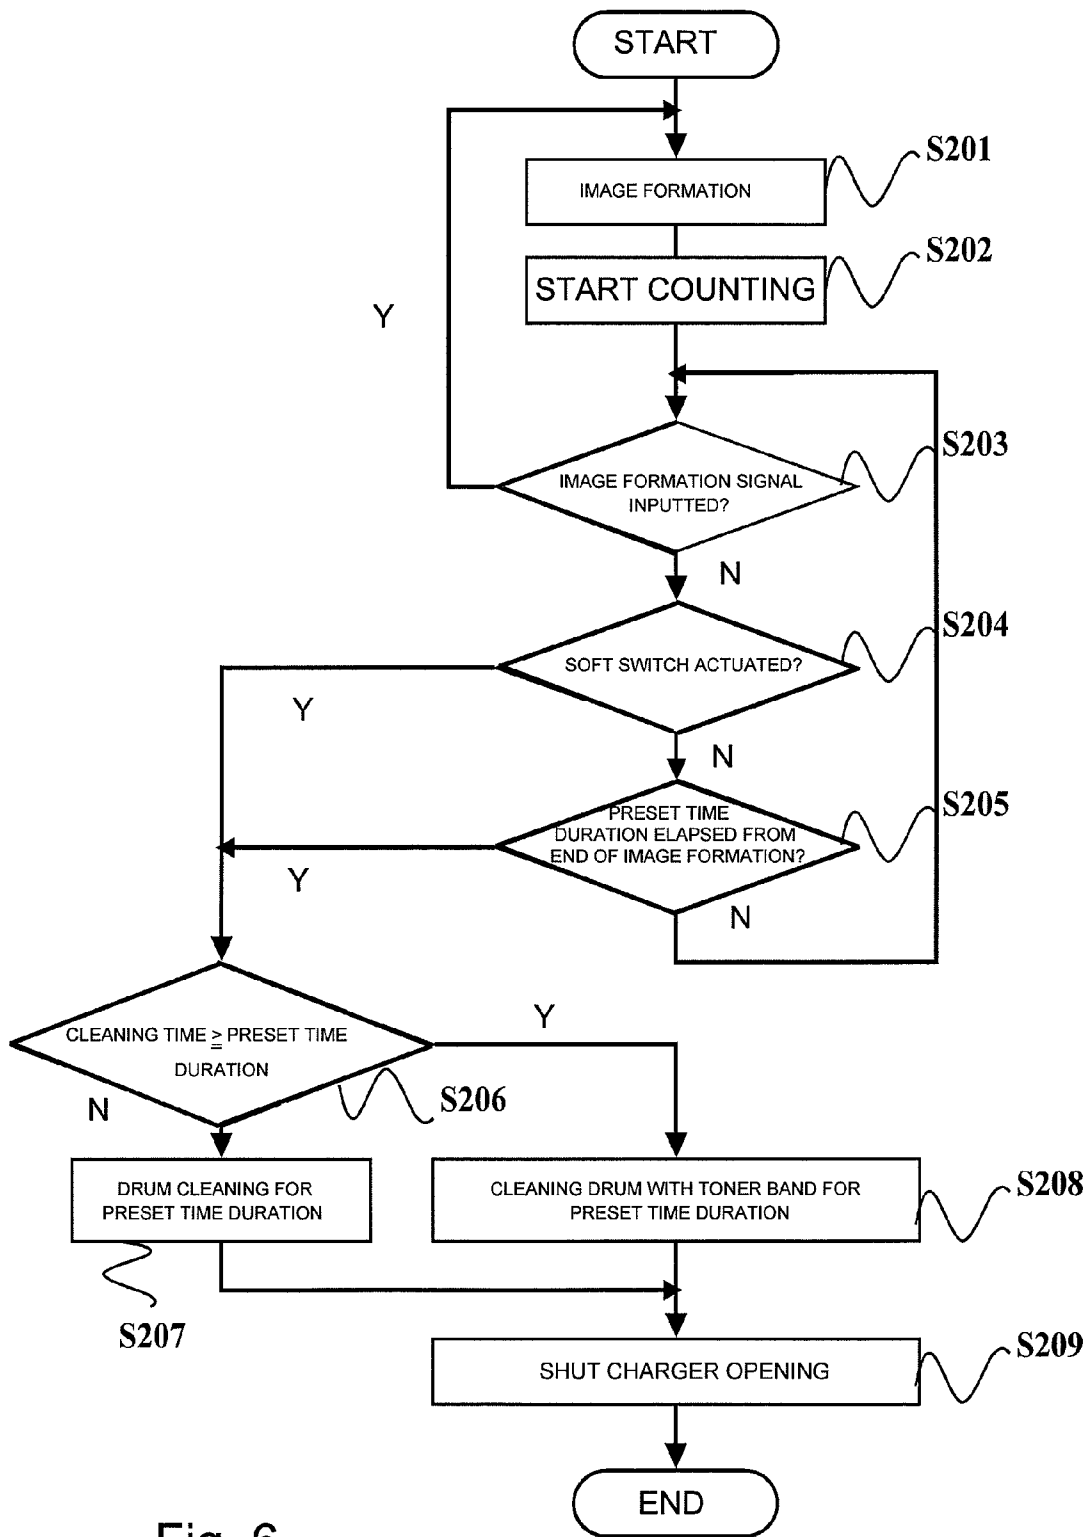 START
S201
IMAGE FORMATION
S202
START COUNTING
Y
S203
IMAGE FORMATION SIGNAL
INPUTTED?
N
S204
SOFT SWITCH ACTUATED?
Y
N
S205
PRESET TIME
DURATION ELAPSED FROM
END OF IMAGE FORMATION?
Y
N
CLEANING TIME ≧ PRESET TIME
DURATION
Y
N
S206
DRUM CLEANING FOR
PRESET TIME DURATION
S207
CLEANING DRUM WITH TONER BAND FOR
PRESET TIME DURATION
S208
SHUT CHARGER OPENING
S209
END
Fig. 6